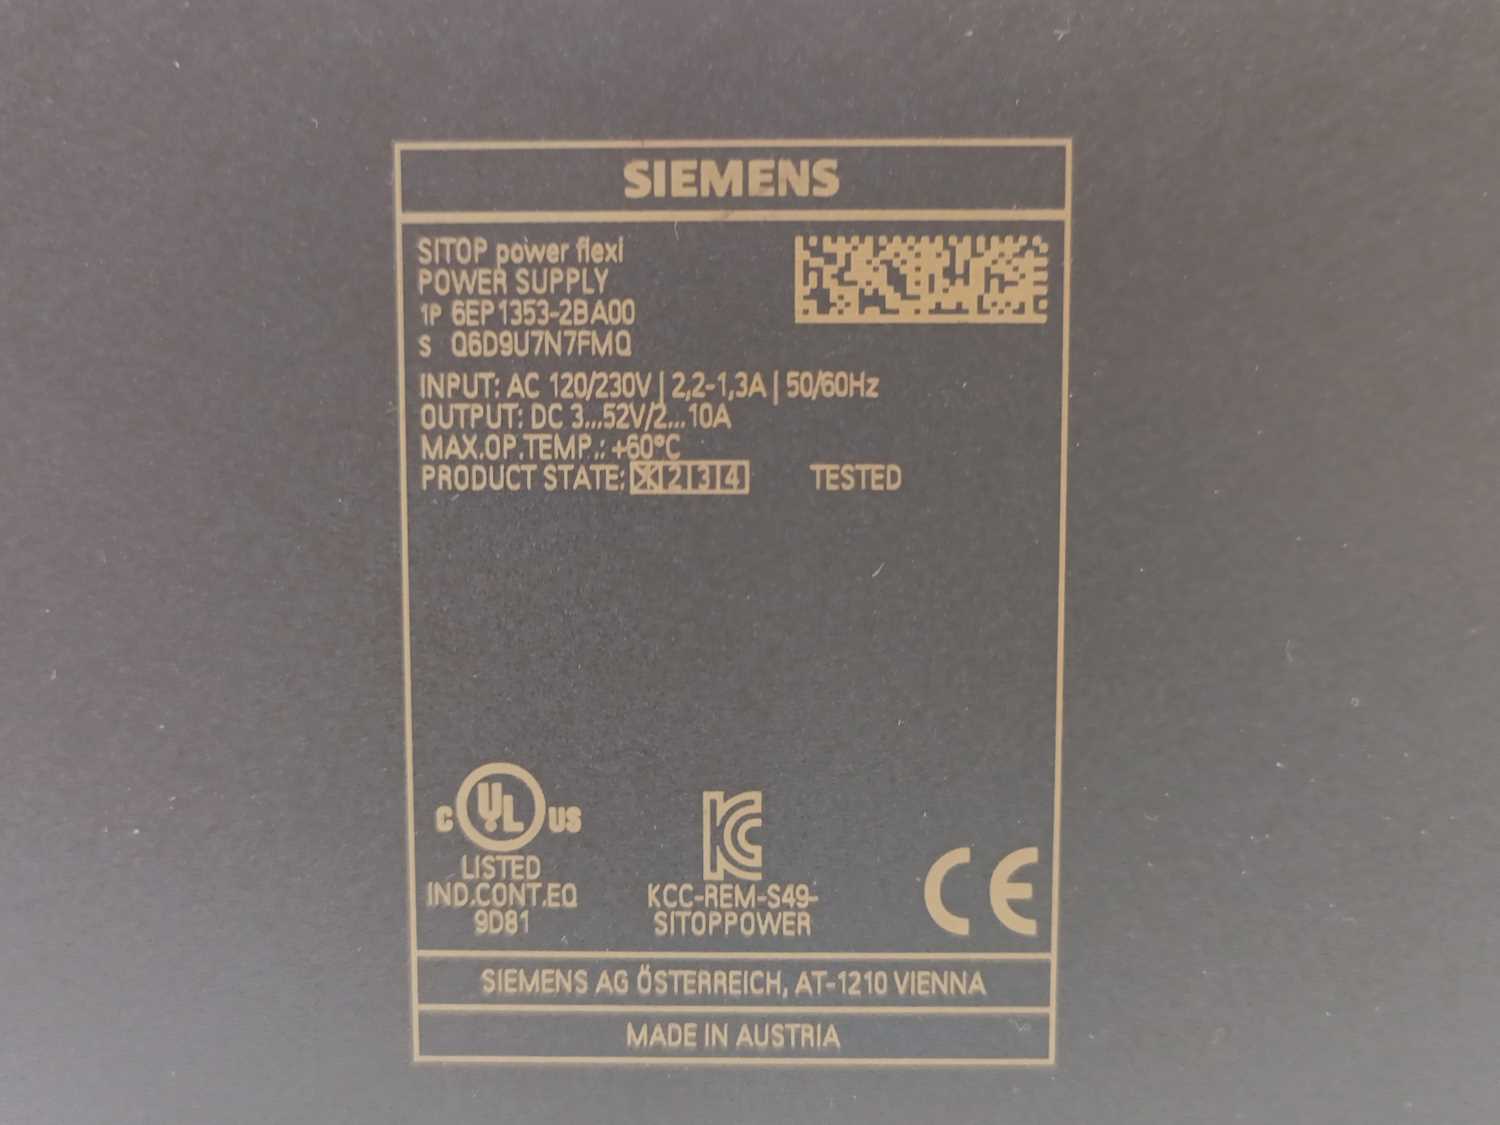 SIEMENS
SITOP power flexi
POWER SUPPLY
1P 6EP1353-2BA00
S Q6D9U7N7FMQ
INPUT: AC 120/230V | 2,2-1,3A | 50/60Hz
OUTPUT: DC 3...52V/2...10A
MAX.OP.TEMP.: +60°C
PRODUCT STATE: X 2 3 4 TESTED
C UL US
LISTED
IND.CONT.EQ
9D81
KC
KCC-REM-S49-
SITOPPOWER
CE
SIEMENS AG ÖSTERREICH, AT-1210 VIENNA
MADE IN AUSTRIA